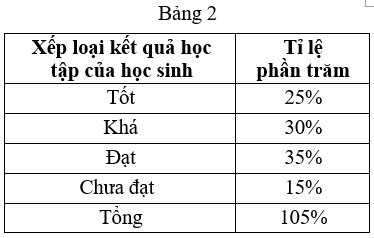 Bảng 2
Xếp loại kết quả học Tỉ lệ
tập của học sinh phần trăm
Tốt 25%
Khá 30%
Đạt 35%
Chưa đạt 15%
Tổng 105%